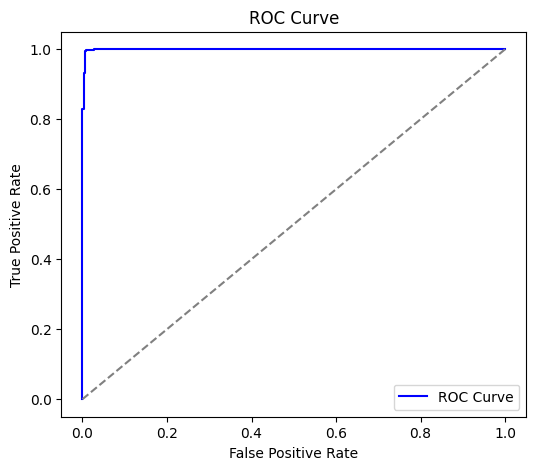 ROC Curve
1.0
0.8
0.6
0.4
0.2
0.0
True Positive Rate
0.0 0.2 0.4 0.6 0.8 1.0
False Positive Rate
ROC Curve